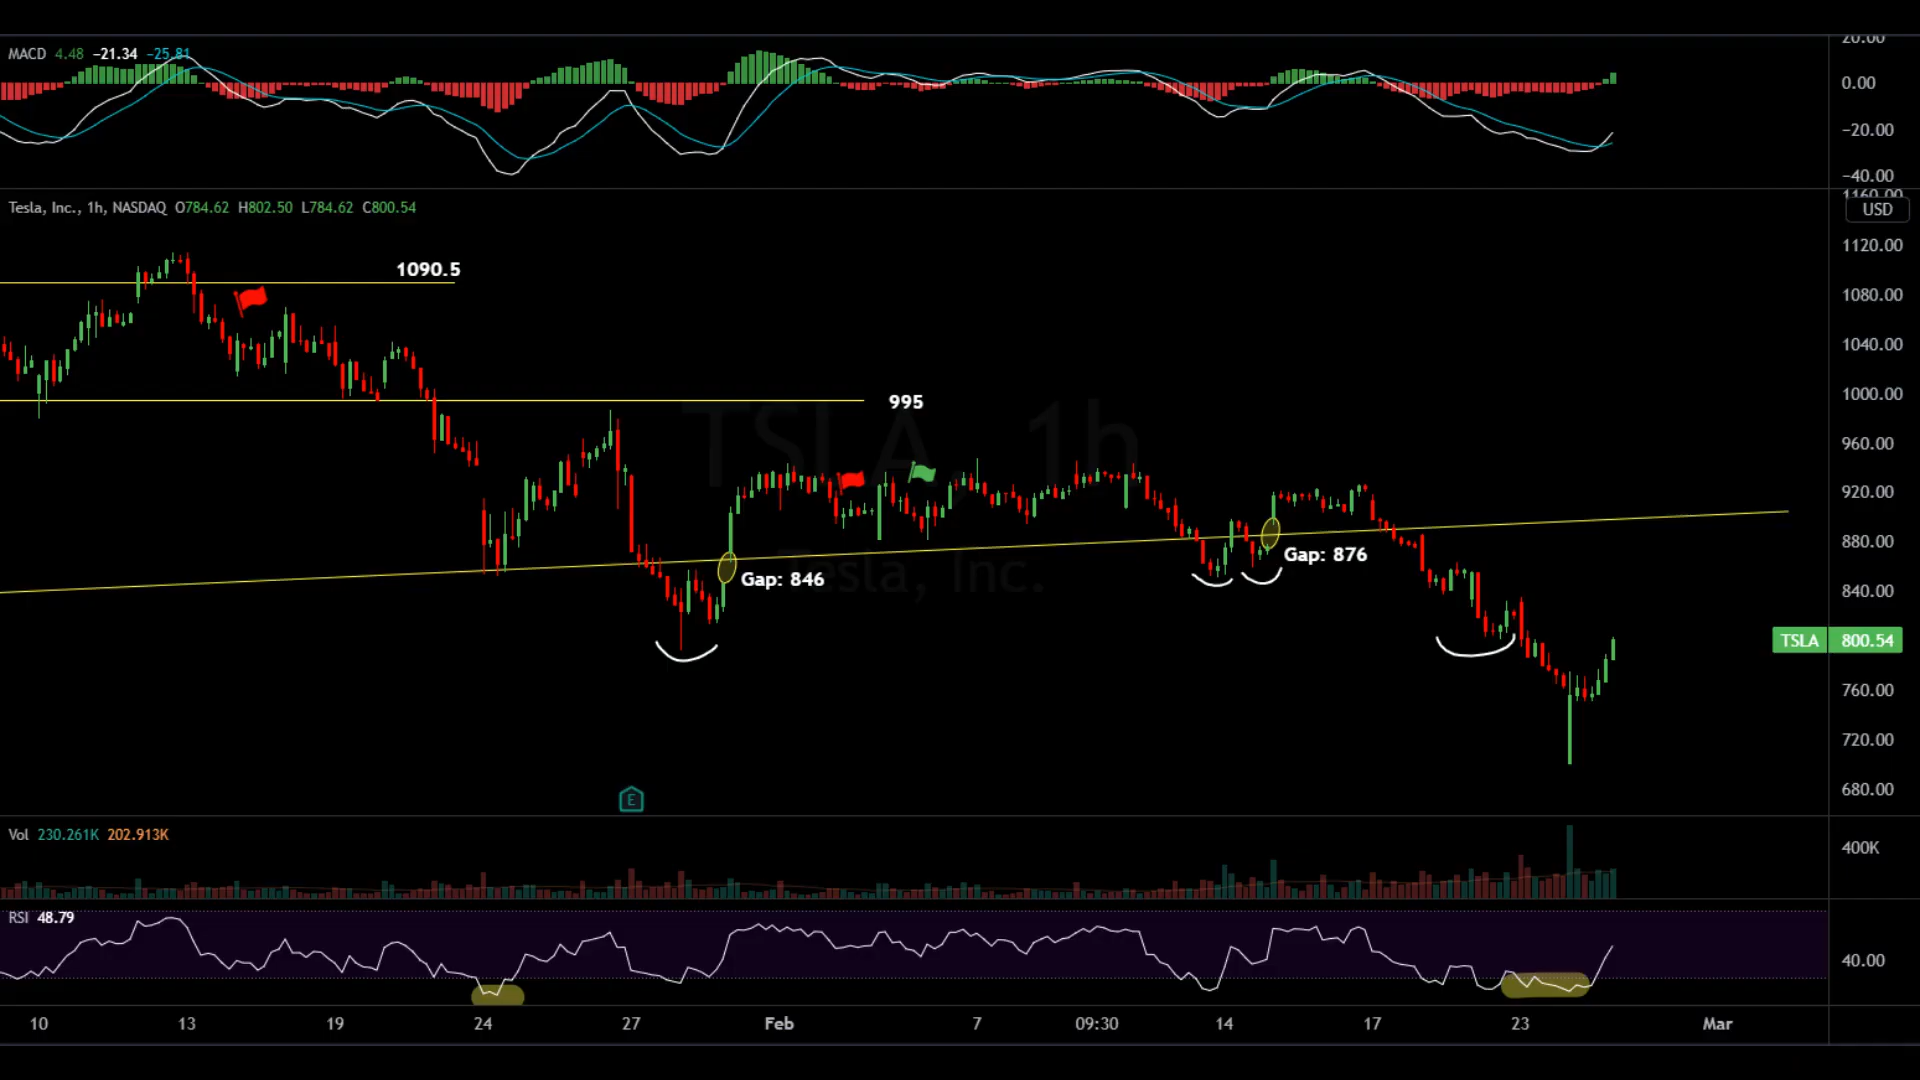 MACD 4.48 −21.34 −25.81
20.00
0.00
−20.00
−40.00
Tesla, Inc., 1h, NASDAQ O784.62 H802.50 L784.62 C800.54
1160.00
USD
1120.00
1090.5
1080.00
1040.00
1000.00
995
TSLA, 1h
960.00
920.00
880.00
Gap: 876
Tesla, Inc.
Gap: 846
840.00
TSLA 800.54
760.00
720.00
680.00
E
Vol 230.261K 202.913K
400K
RSI 48.79
40.00
10 13 19 24 27 Feb 7 09:30 14 17 23 Mar